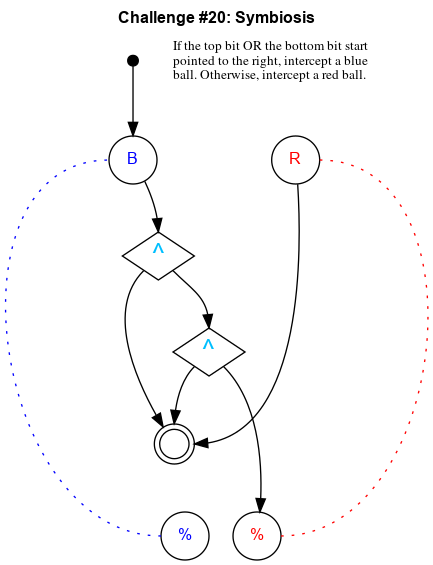 Challenge #20: Symbiosis
If the top bit OR the bottom bit start
pointed to the right, intercept a blue
ball. Otherwise, intercept a red ball.
B
R
^
^
%
%